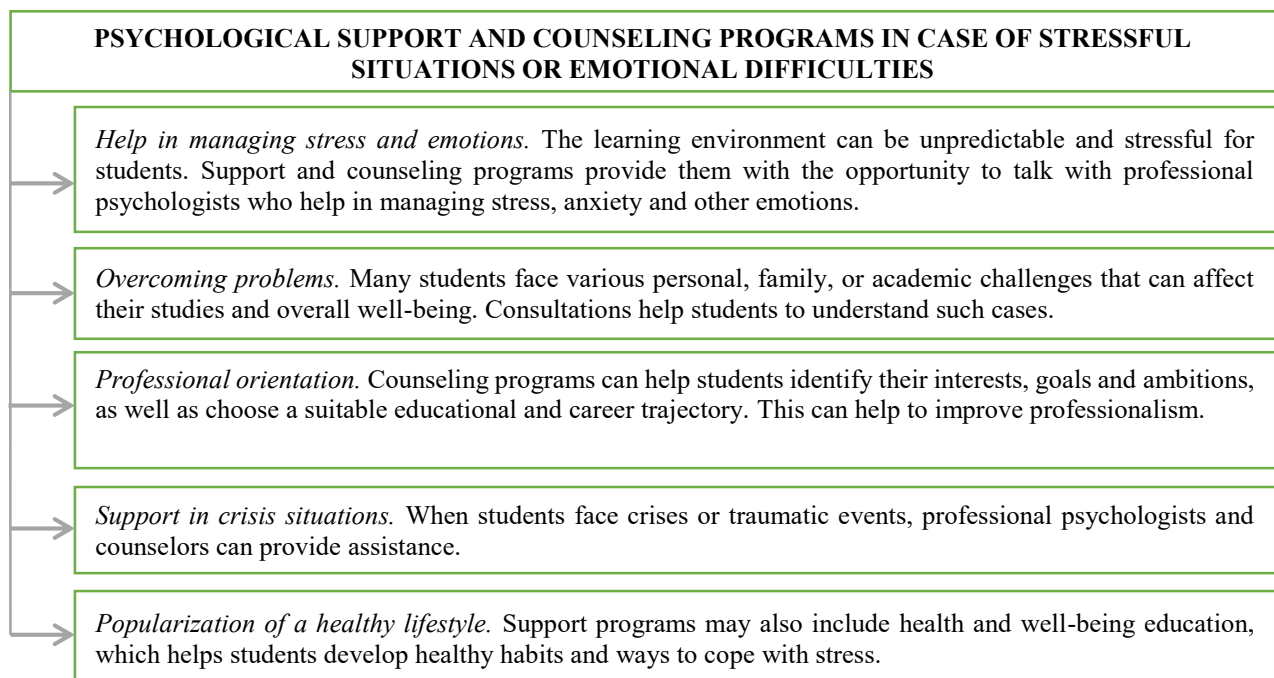 PSYCHOLOGICAL SUPPORT AND COUNSELING PROGRAMS IN CASE OF STRESSFUL
SITUATIONS OR EMOTIONAL DIFFICULTIES
Help in managing stress and emotions. The learning environment can be unpredictable and stressful for
students. Support and counseling programs provide them with the opportunity to talk with professional
psychologists who help in managing stress, anxiety and other emotions.
Overcoming problems. Many students face various personal, family, or academic challenges that can affect
their studies and overall well-being. Consultations help students to understand such cases.
Professional orientation. Counseling programs can help students identify their interests, goals and ambitions,
as well as choose a suitable educational and career trajectory. This can help to improve professionalism.
Support in crisis situations. When students face crises or traumatic events, professional psychologists and
counselors can provide assistance.
Popularization of a healthy lifestyle. Support programs may also include health and well-being education,
which helps students develop healthy habits and ways to cope with stress.